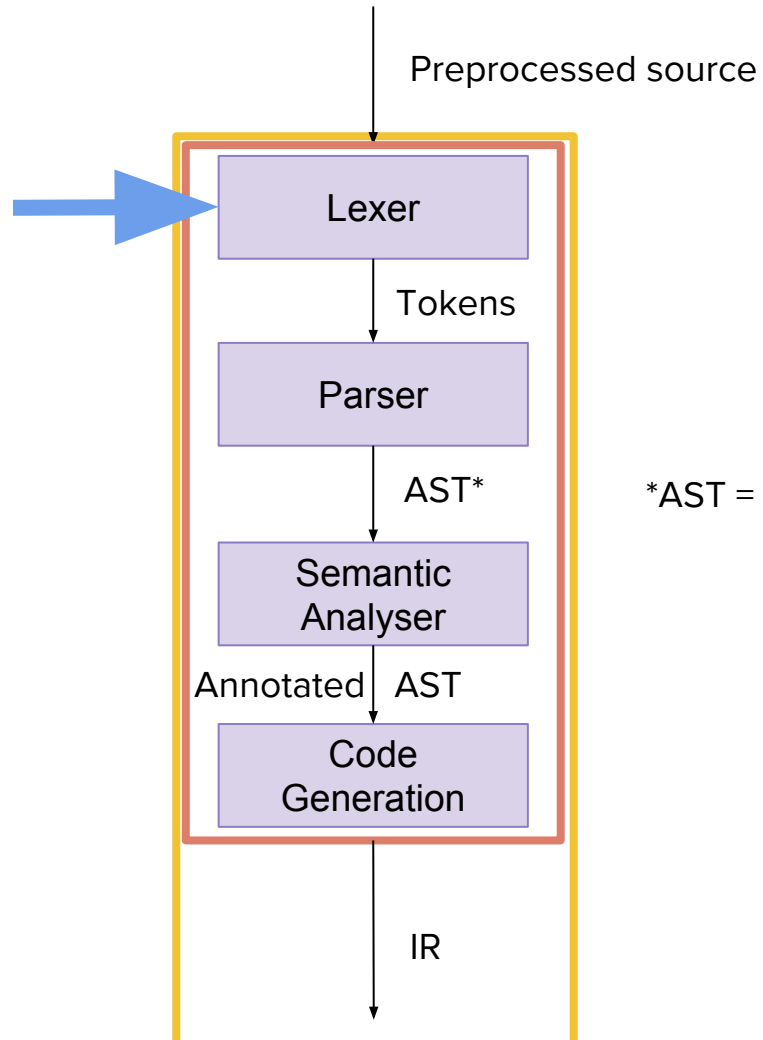 Preprocessed source
Lexer
Tokens
Parser
AST*
*AST =
Semantic
Analyser
Annotated AST
Code
Generation
IR